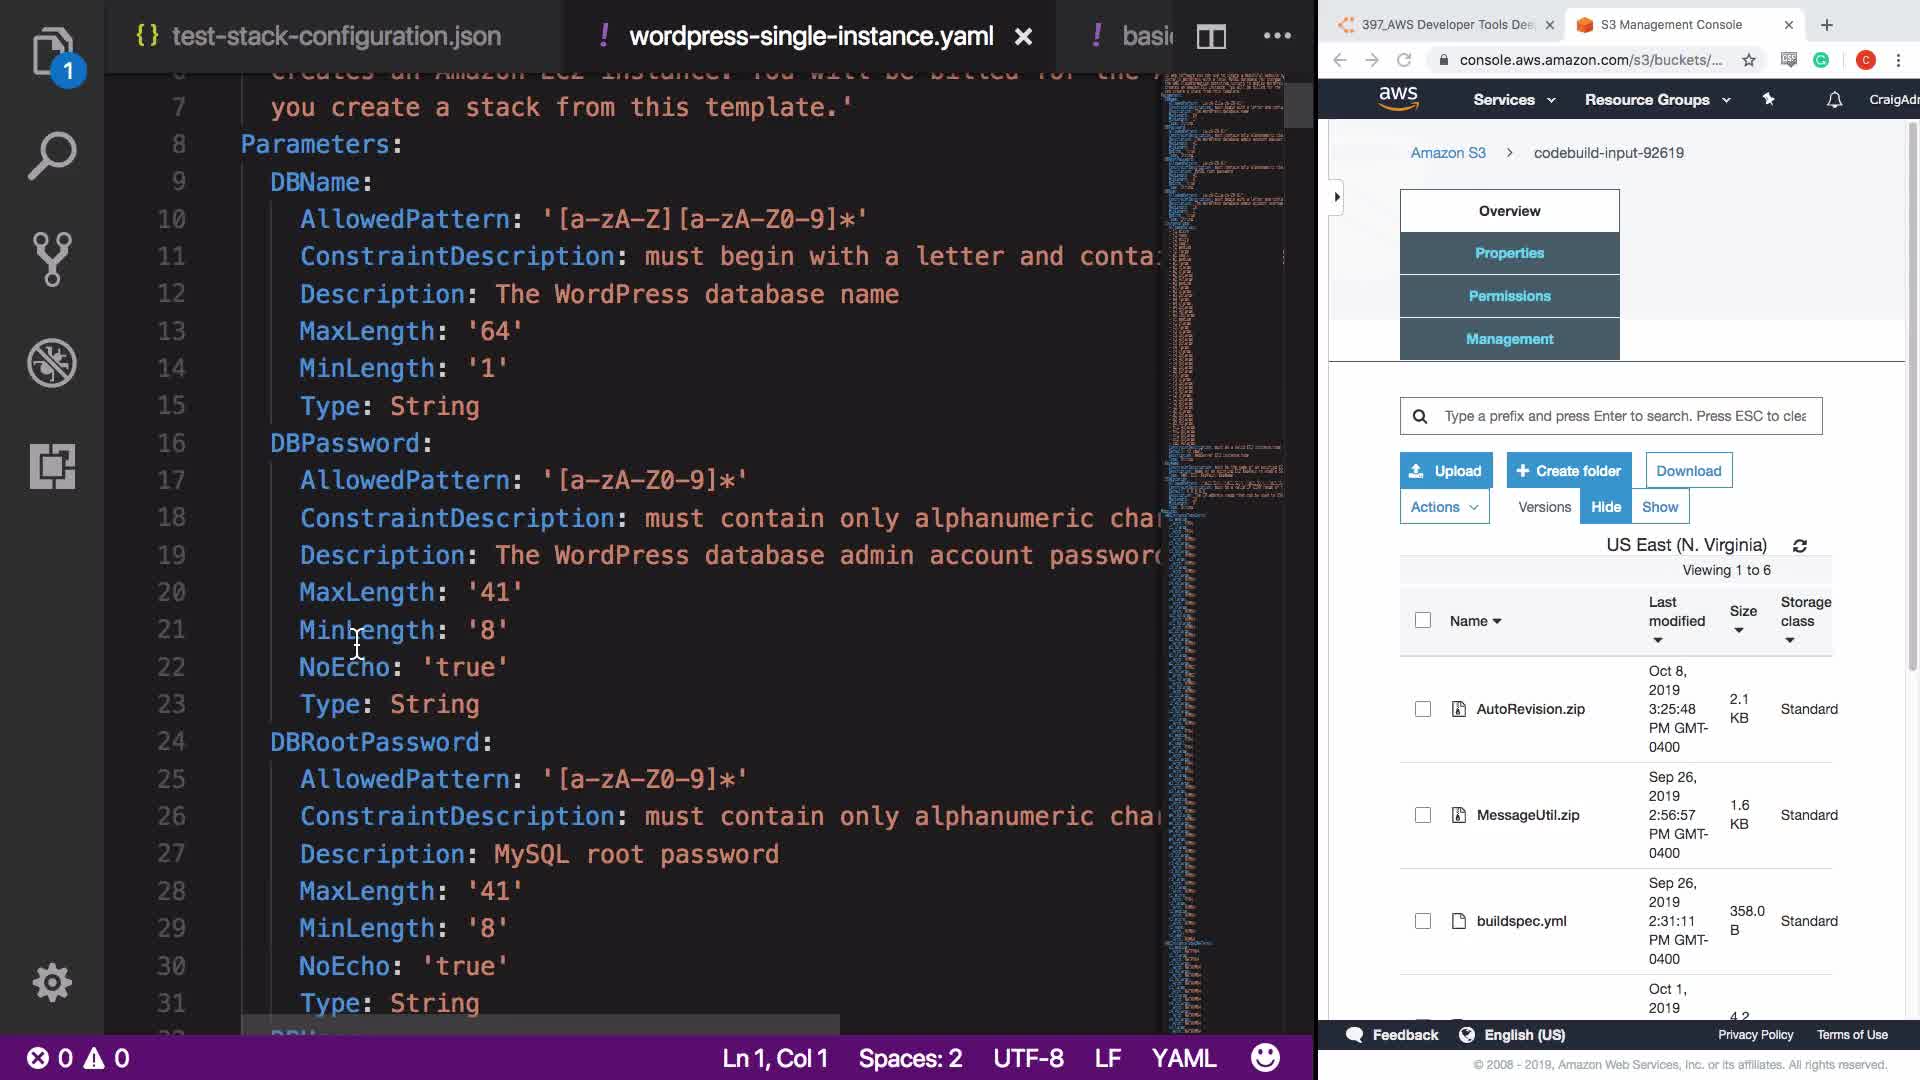 1
{} test-stack-configuration.json
! wordpress-single-instance.yaml ×
! basi
7 you create a stack from this template.'
8 Parameters:
9 DBName:
10 AllowedPattern: '[a-zA-Z][a-zA-Z0-9]*'
11 ConstraintDescription: must begin with a letter and contai
12 Description: The WordPress database name
13 MaxLength: '64'
14 MinLength: '1'
15 Type: String
16 DBPassword:
17 AllowedPattern: '[a-zA-Z0-9]*'
18 ConstraintDescription: must contain only alphanumeric char
19 Description: The WordPress database admin account password
20 MaxLength: '41'
21 MinLength: '8'
22 NoEcho: 'true'
23 Type: String
24 DBRootPassword:
25 AllowedPattern: '[a-zA-Z0-9]*'
26 ConstraintDescription: must contain only alphanumeric char
27 Description: MySQL root password
28 MaxLength: '41'
29 MinLength: '8'
30 NoEcho: 'true'
31 Type: String
0 0
Ln 1, Col 1 Spaces: 2 UTF-8 LF YAML
397_AWS Developer Tools Dee
S3 Management Console
console.aws.amazon.com/s3/buckets/...
C
aws Services Resource Groups CraigAdr
Amazon S3 > codebuild-input-92619
Overview
Properties
Permissions
Management
Type a prefix and press Enter to search. Press ESC to clea
Upload + Create folder Download
Actions Versions Hide Show
US East (N. Virginia)
Viewing 1 to 6
Name
Last modified
Size
Storage class
AutoRevision.zip
Oct 8, 2019 3:25:48 PM GMT-0400
2.1 KB
Standard
MessageUtil.zip
Sep 26, 2019 2:56:57 PM GMT-0400
1.6 KB
Standard
buildspec.yml
Sep 26, 2019 2:31:11 PM GMT-0400
358.0 B
Standard
Oct 1, 2019
4.2
Feedback English (US) Privacy Policy Terms of Use
© 2008 - 2019, Amazon Web Services, Inc. or its affiliates. All rights reserved.